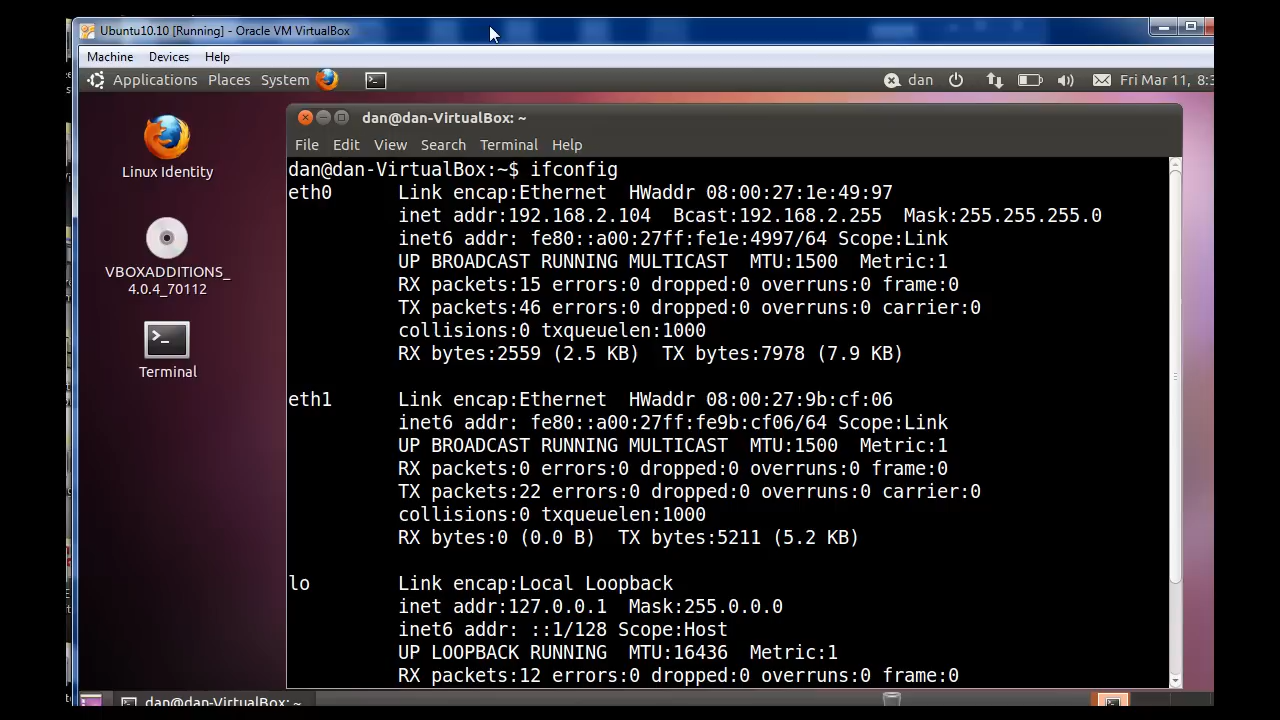 Ubuntu10.10 [Running] - Oracle VM VirtualBox
Machine Devices Help
Applications Places System dan Fri Mar 11, 8:3
Linux Identity
VBOXADDITIONS_
4.0.4_70112
Terminal
dan@dan-VirtualBox: ~
File Edit View Search Terminal Help
dan@dan-VirtualBox:~$ ifconfig
eth0 Link encap:Ethernet HWaddr 08:00:27:1e:49:97
inet addr:192.168.2.104 Bcast:192.168.2.255 Mask:255.255.255.0
inet6 addr: fe80::a00:27ff:fe1e:4997/64 Scope:Link
UP BROADCAST RUNNING MULTICAST MTU:1500 Metric:1
RX packets:15 errors:0 dropped:0 overruns:0 frame:0
TX packets:46 errors:0 dropped:0 overruns:0 carrier:0
collisions:0 txqueuelen:1000
RX bytes:2559 (2.5 KB) TX bytes:7978 (7.9 KB)
eth1 Link encap:Ethernet HWaddr 08:00:27:9b:cf:06
inet6 addr: fe80::a00:27ff:fe9b:cf06/64 Scope:Link
UP BROADCAST RUNNING MULTICAST MTU:1500 Metric:1
RX packets:0 errors:0 dropped:0 overruns:0 frame:0
TX packets:22 errors:0 dropped:0 overruns:0 carrier:0
collisions:0 txqueuelen:1000
RX bytes:0 (0.0 B) TX bytes:5211 (5.2 KB)
lo Link encap:Local Loopback
inet addr:127.0.0.1 Mask:255.0.0.0
inet6 addr: ::1/128 Scope:Host
UP LOOPBACK RUNNING MTU:16436 Metric:1
RX packets:12 errors:0 dropped:0 overruns:0 frame:0
dan@dan-VirtualBox: ~